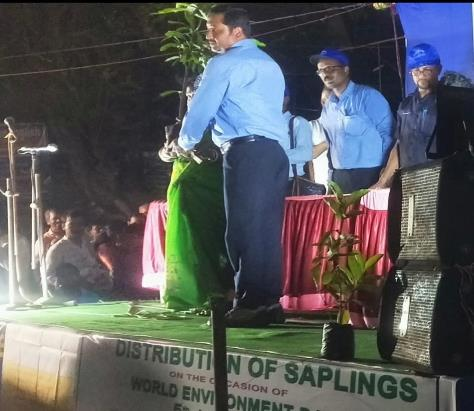 DISTRIBUTION OF SAPLINGS
ON THE OCCASION OF
WORLD ENVIRONMENT